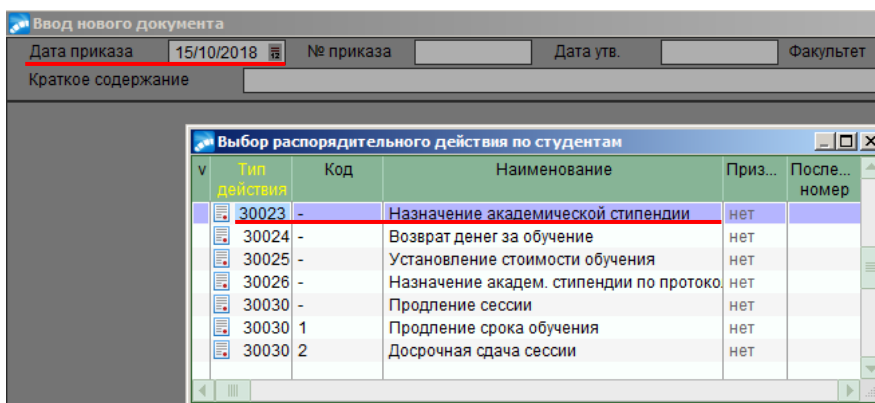 Ввод нового документа
Дата приказа 15/10/2018 № приказа Дата утв. Факультет
Краткое содержание
Выбор распорядительного действия по студентам
v Тип действия Код Наименование Приз... После... номер
30023 - Назначение академической стипендии нет
30024 - Возврат денег за обучение нет
30025 - Установление стоимости обучения нет
30026 - Назначение академ. стипендии по протоко. нет
30030 - Продление сессии нет
30030 1 Продление срока обучения нет
30030 2 Досрочная сдача сессии нет